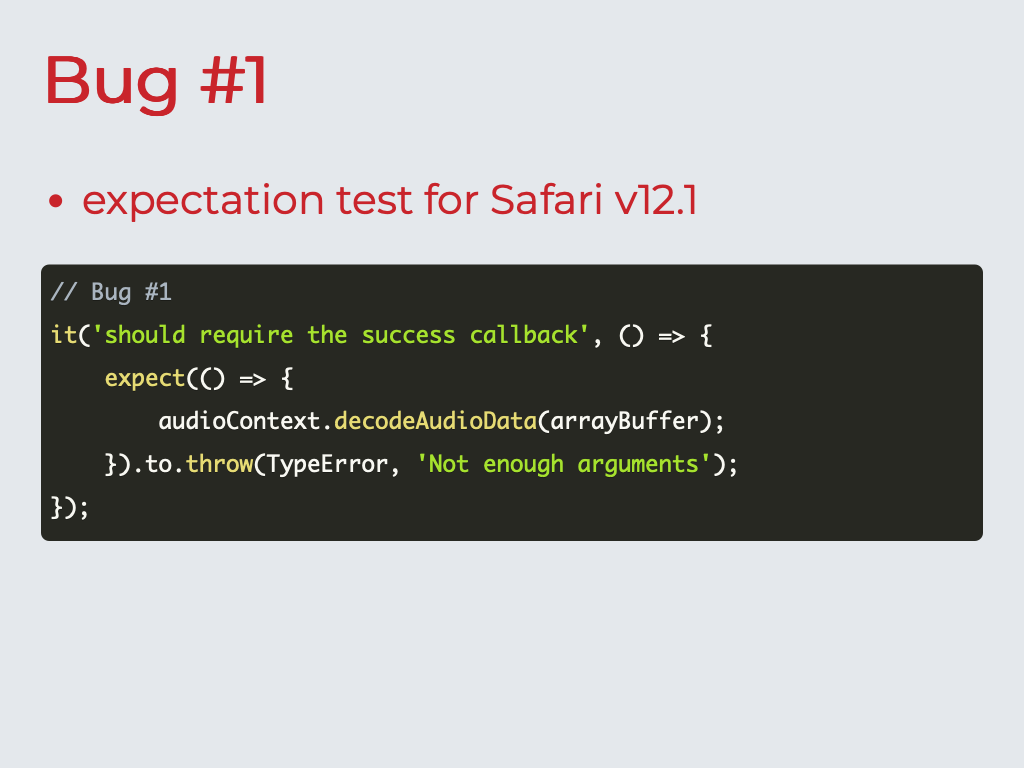 Bug #1
• expectation test for Safari v12.1
// Bug #1
it('should require the success callback', () => {
    expect(() => {
        audioContext.decodeAudioData(arrayBuffer);
    }).to.throw(TypeError, 'Not enough arguments');
});